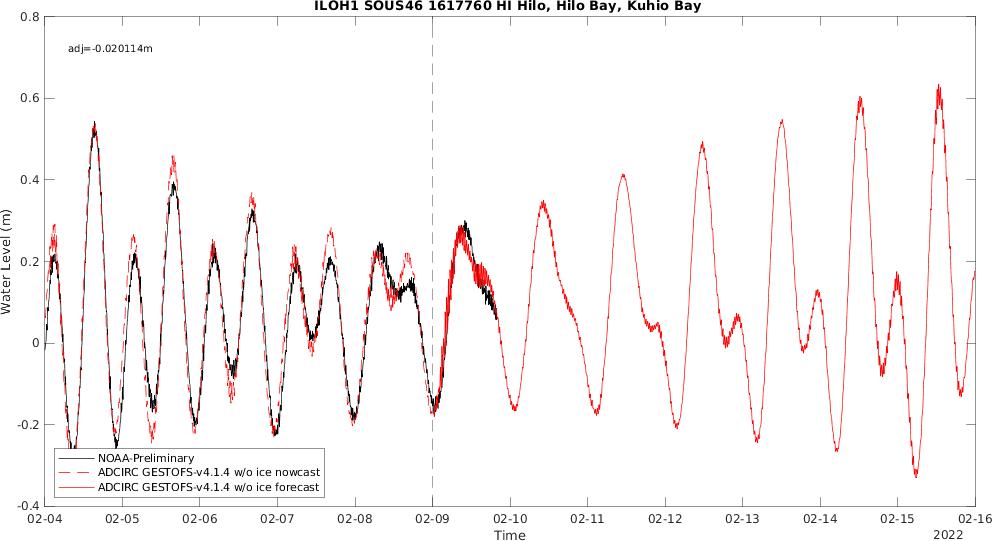 ILOH1 SOUS46 1617760 HI Hilo, Hilo Bay, Kuhio Bay
adj=-0.020114m
0.8
0.6
0.4
0.2
0
-0.2
-0.4
Water Level (m)
NOAA-Preliminary
ADCIRC GESTOFS-v4.1.4 w/o ice nowcast
ADCIRC GESTOFS-v4.1.4 w/o ice forecast
02-04 02-05 02-06 02-07 02-08 02-09 02-10 02-11 02-12 02-13 02-14 02-15 02-16
Time
2022